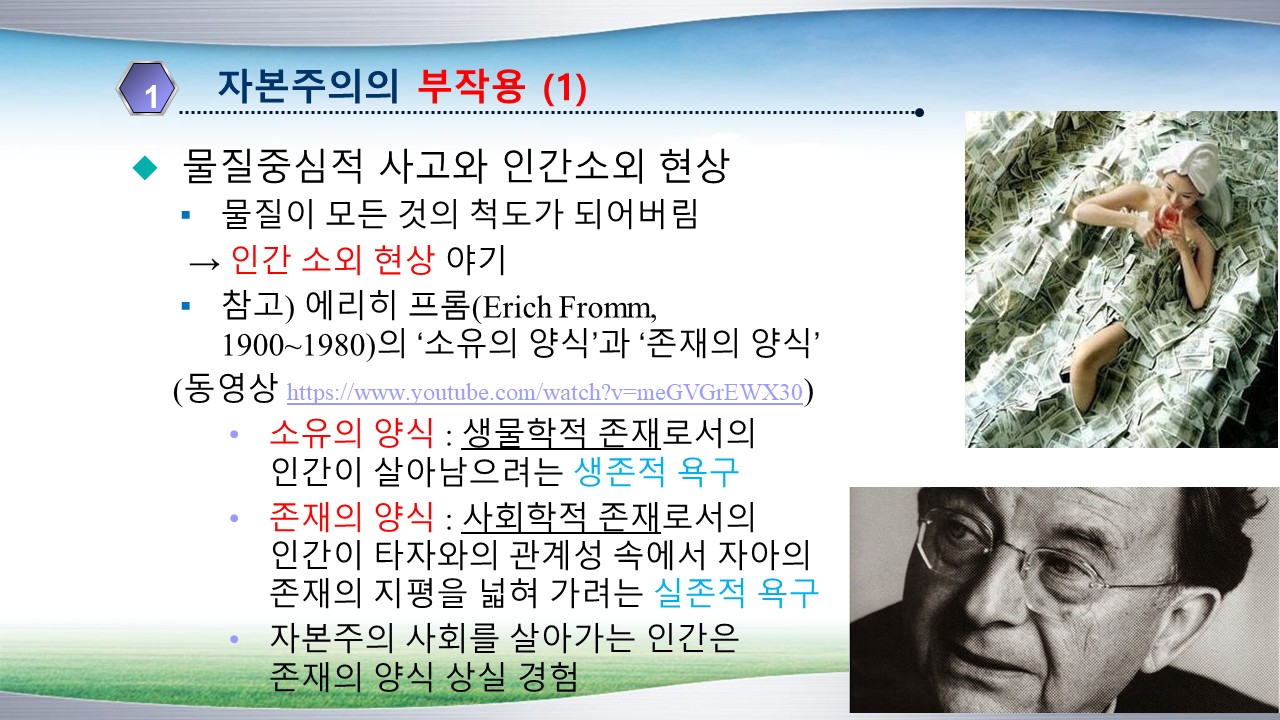 1
자본주의의 부작용 (1)
◆ 물질중심적 사고와 인간소외 현상
▪ 물질이 모든 것의 척도가 되어버림
→ 인간 소외 현상 야기
▪ 참고) 에리히 프롬(Erich Fromm,
1900~1980)의 ‘소유의 양식’과 ‘존재의 양식’
(동영상 https://www.youtube.com/watch?v=meGVGrEWX30)
• 소유의 양식 : 생물학적 존재로서의
인간이 살아남으려는 생존적 욕구
• 존재의 양식 : 사회학적 존재로서의
인간이 타자와의 관계성 속에서 자아의
존재의 지평을 넓혀 가려는 실존적 욕구
• 자본주의 사회를 살아가는 인간은
존재의 양식 상실 경험